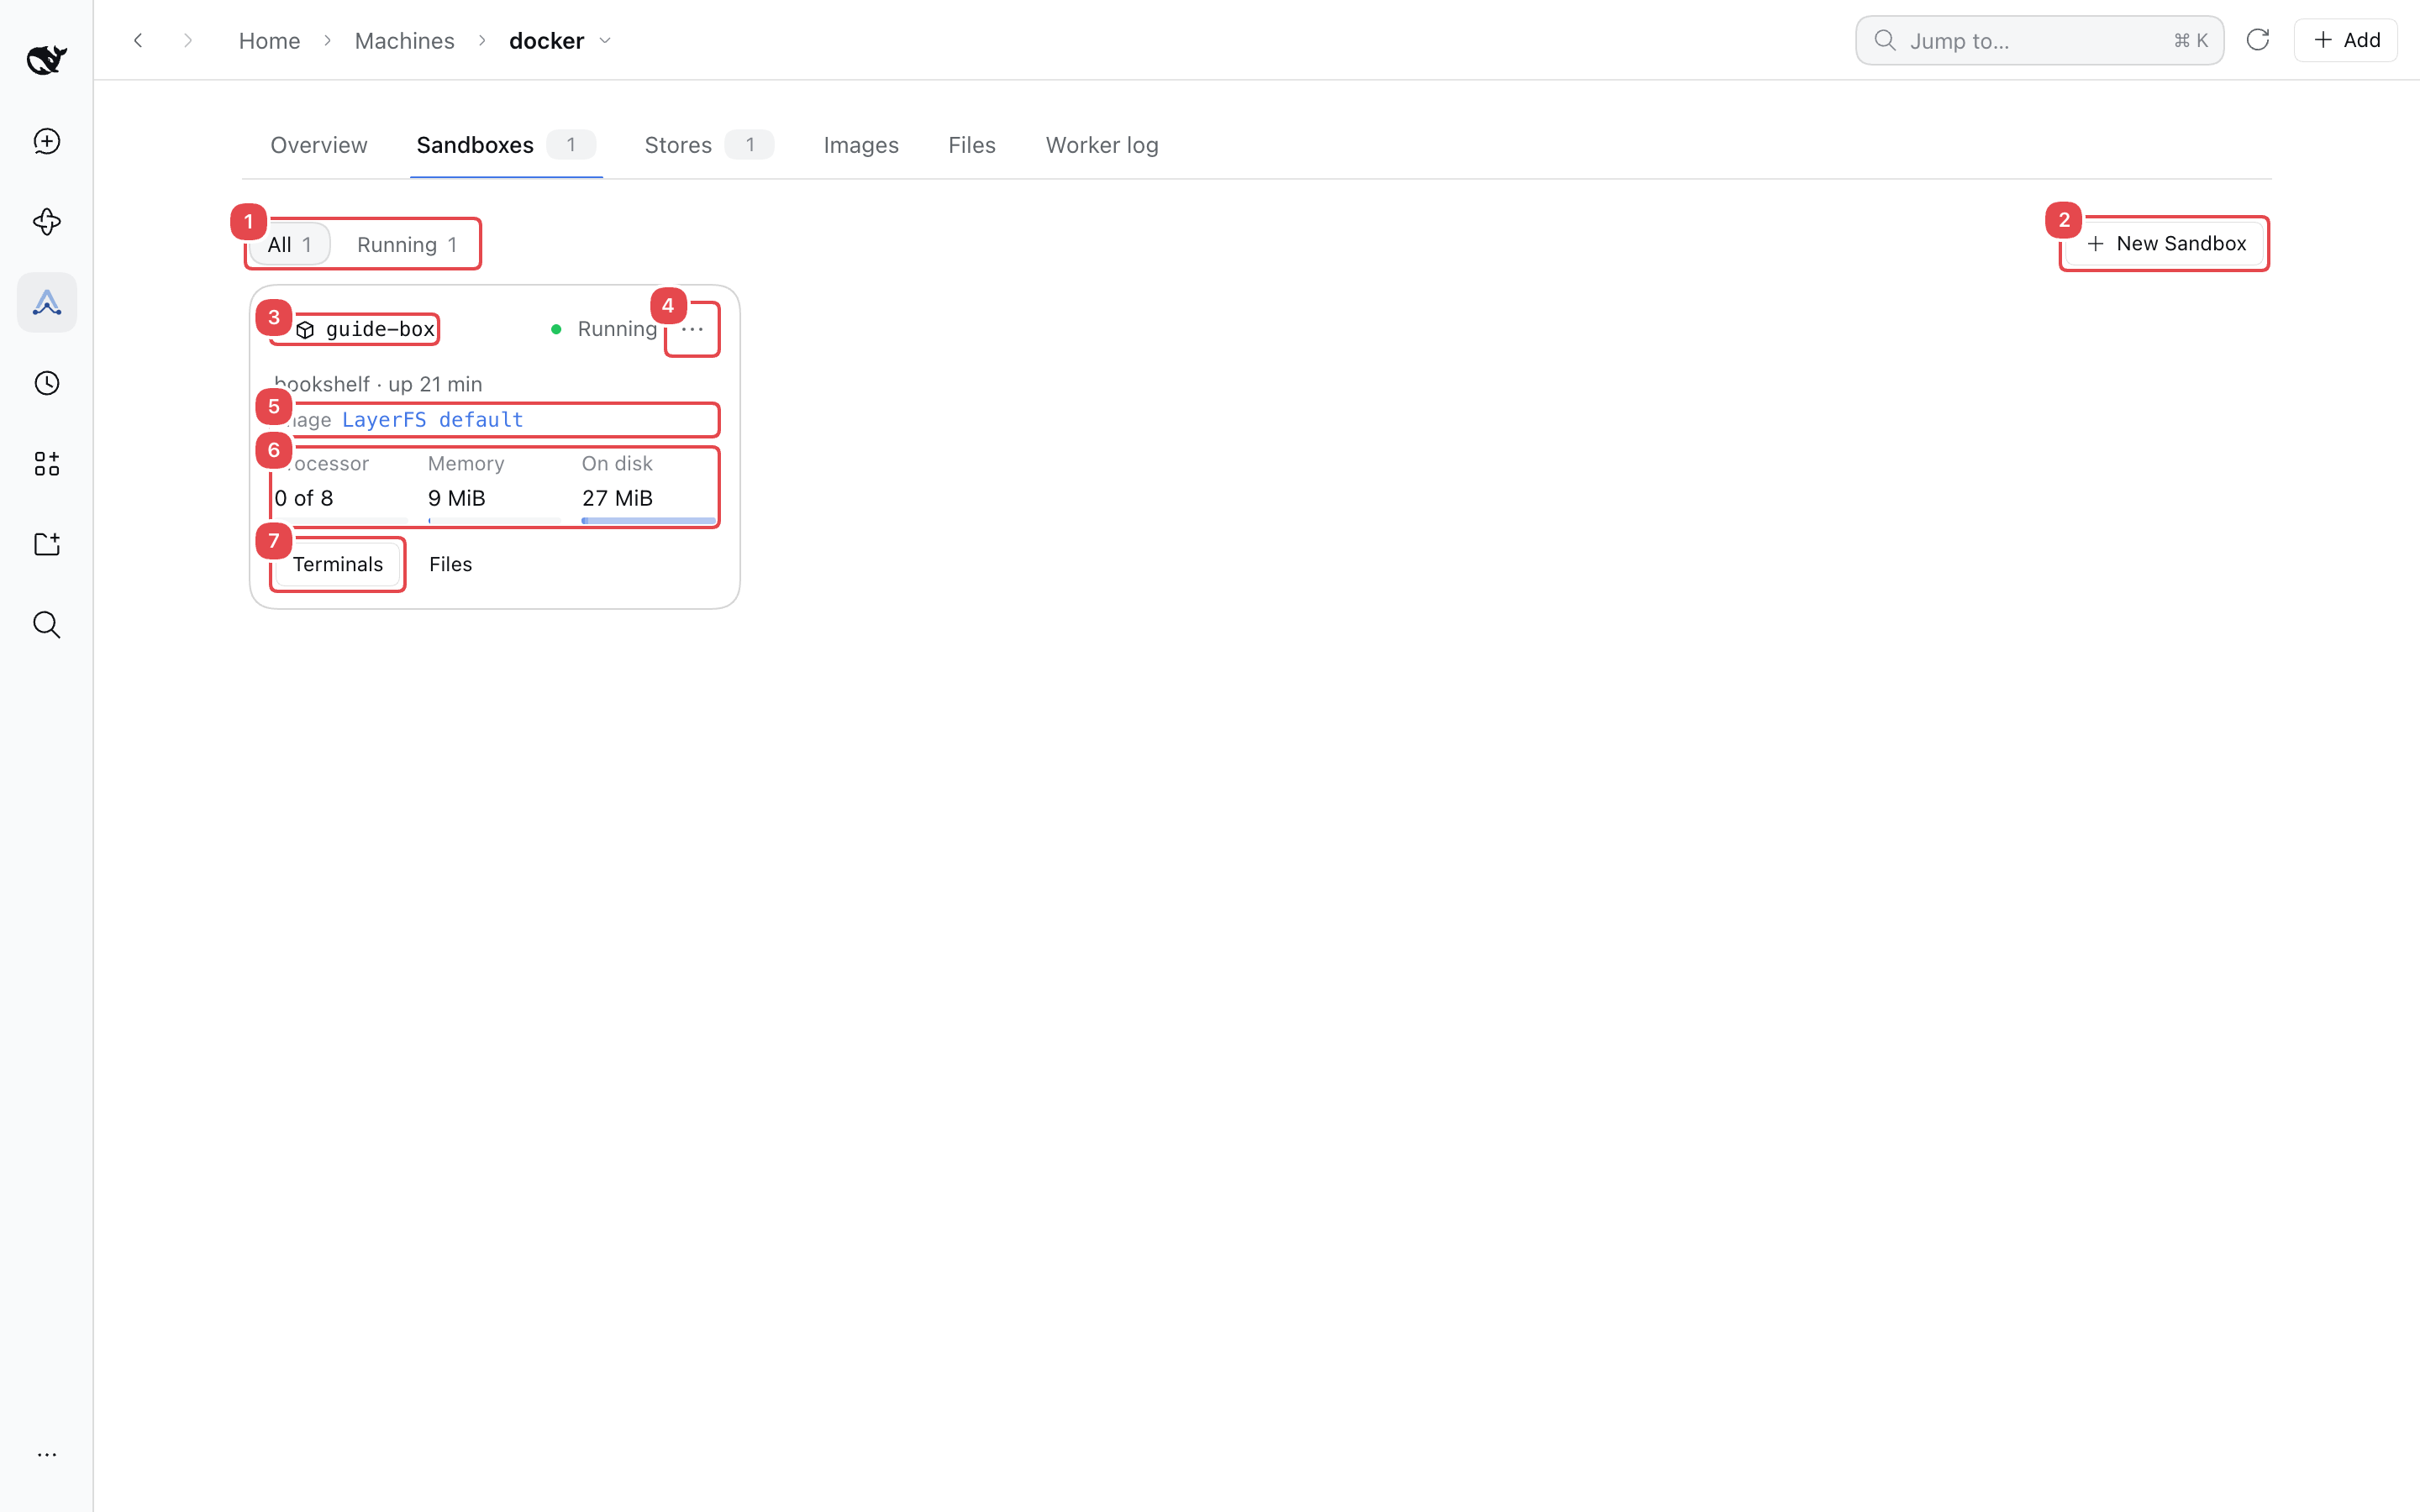 Home > Machines > docker
Jump to... ⌘ K
+ Add
Overview Sandboxes 1 Stores 1 Images Files Worker log
1
All 1 Running 1
2
+ New Sandbox
3
guide-box
Running
4
...
bookshelf · up 21 min
5
LayerFS default
6
Memory On disk
0 of 8 9 MiB 27 MiB
7
Terminals Files
...